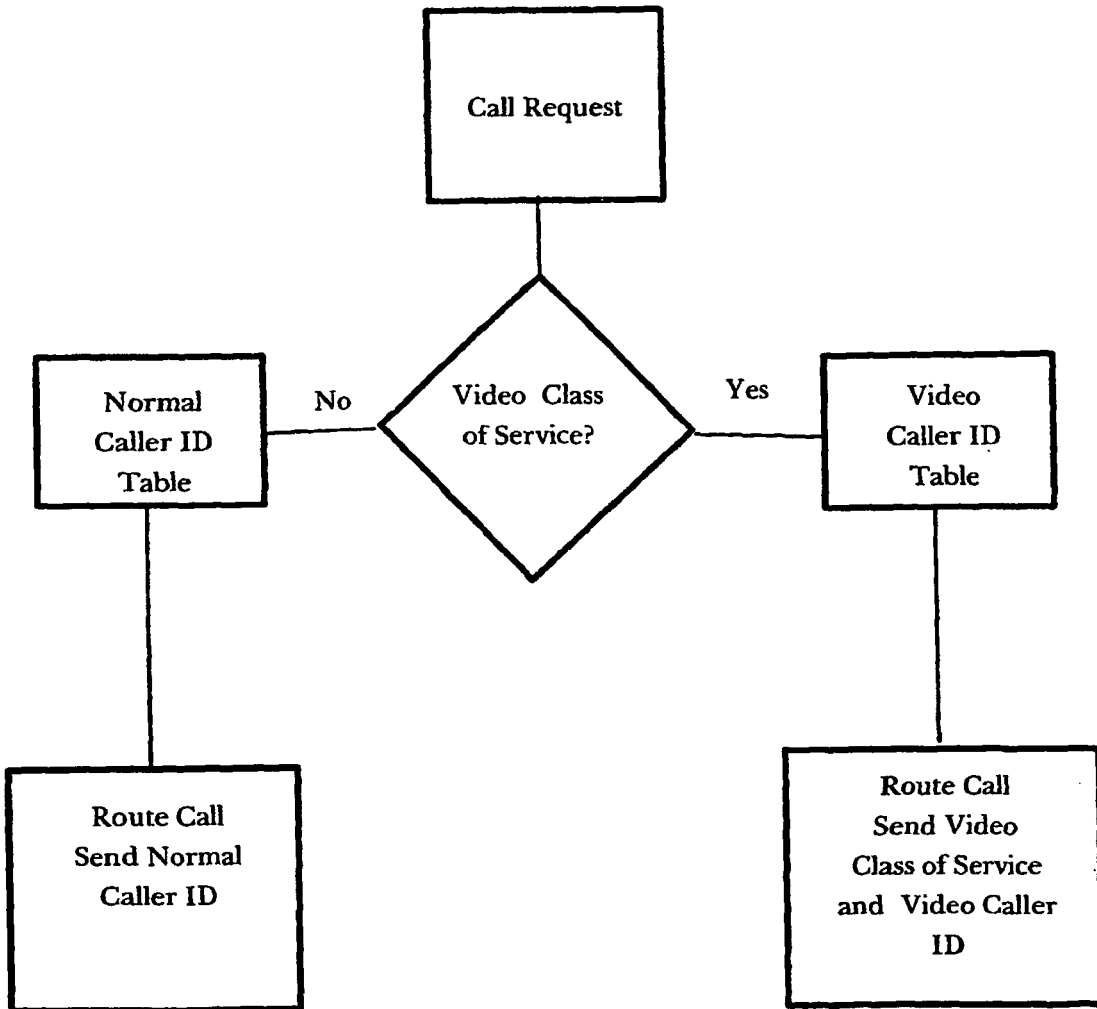 Call Request
Video Class
of Service?
No
Yes
Normal
Caller ID
Table
Video
Caller ID
Table
Route Call
Send Normal
Caller ID
Route Call
Send Video
Class of Service
and Video Caller
ID